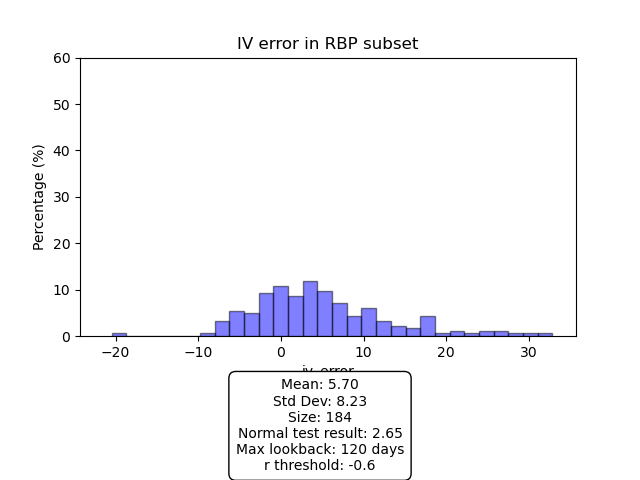 IV error in RBP subset
60
50
40
30
20
10
0
Percentage (%)
−20
−10
0
10
20
30
iv_error
Mean: 5.70
Std Dev: 8.23
Size: 184
Normal test result: 2.65
Max lookback: 120 days
r threshold: -0.6